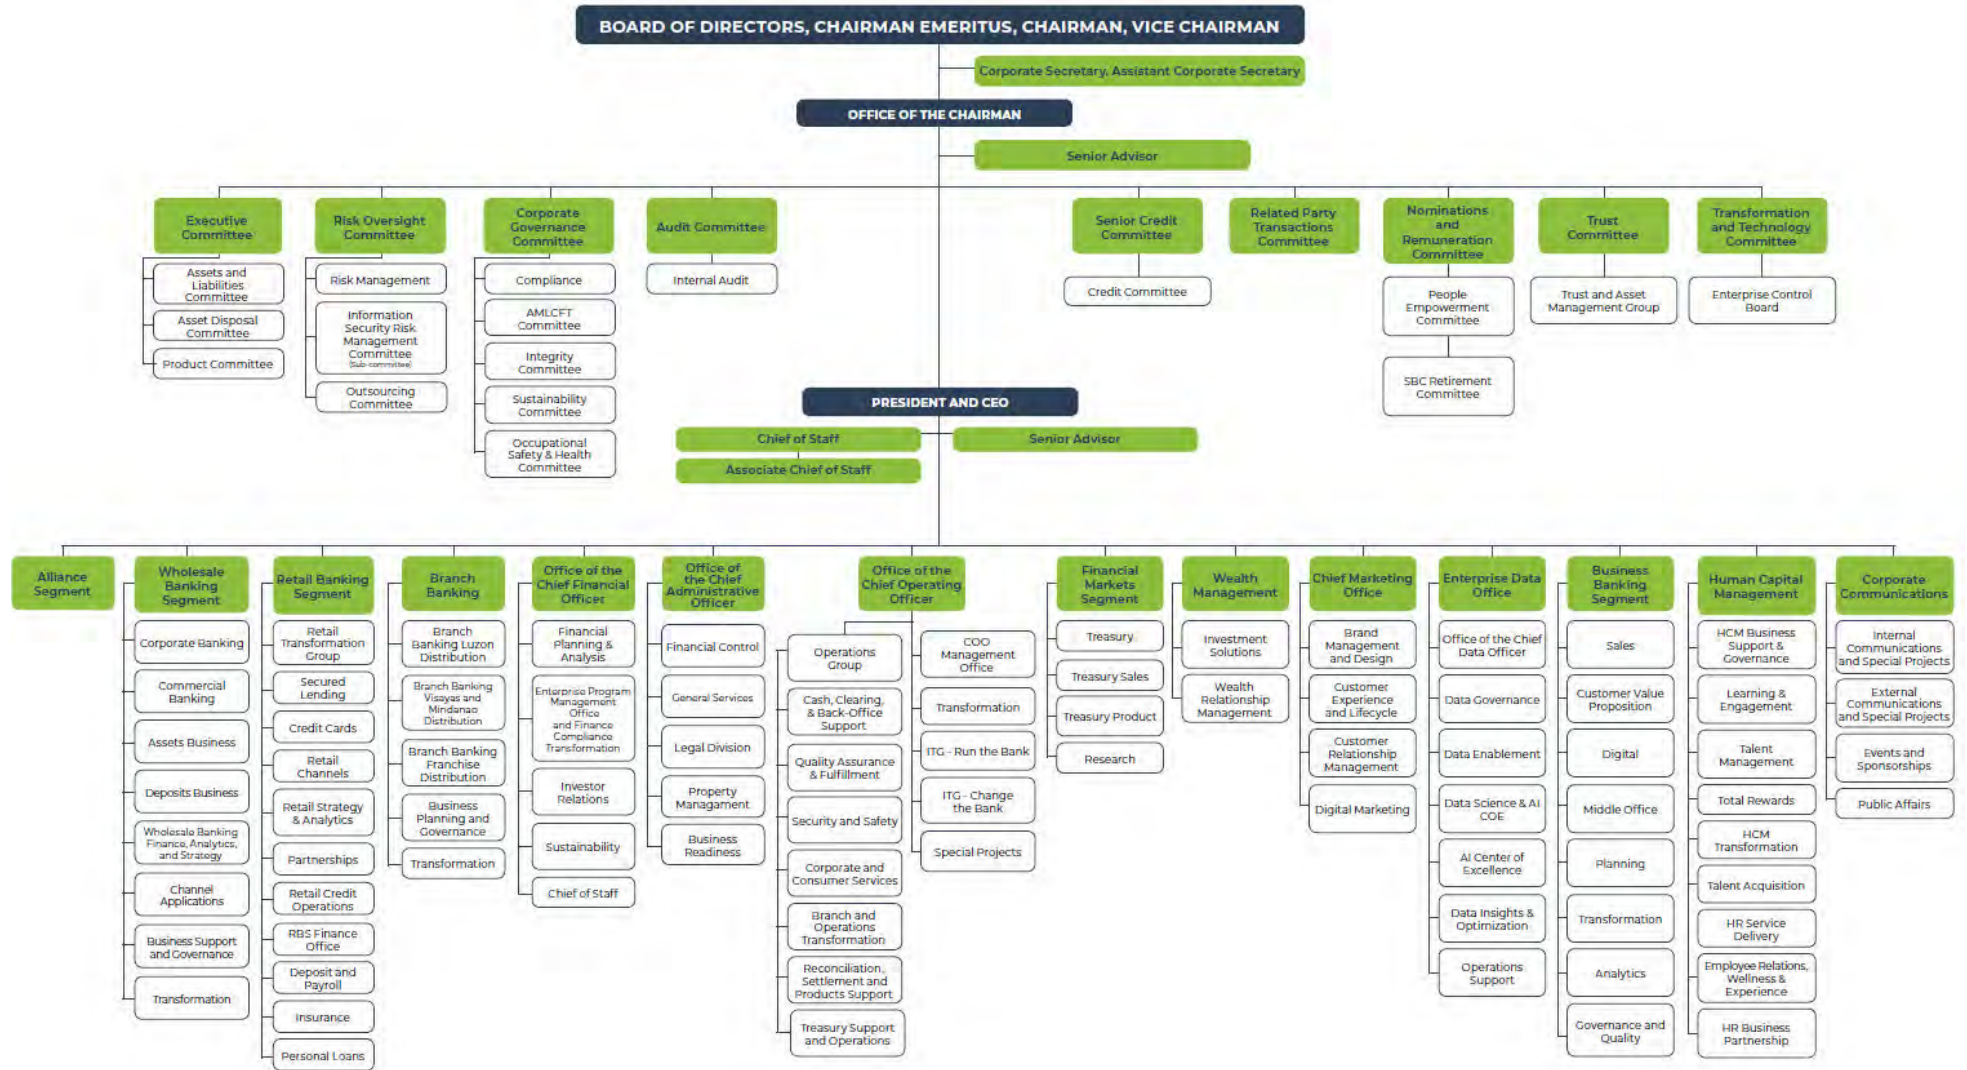 BOARD OF DIRECTORS, CHAIRMAN EMERITUS, CHAIRMAN, VICE CHAIRMAN
Corporate Secretary, Assistant Corporate Secretary
OFFICE OF THE CHAIRMAN
Senior Advisor
Executive
Committee
Assets and
Liabilities
Committee
Asset Disposal
Committee
Product Committee
Risk Oversight
Committee
Risk Management
Information
Security Risk
Management
Committee
(Sub-committee)
Outsourcing
Committee
Corporate
Governance
Committee
Compliance
AMLCFT
Committee
Integrity
Committee
Sustainability
Committee
Occupational
Safety & Health
Committee
Audit Committee
Internal Audit
Senior Credit
Committee
Credit Committee
Related Party
Transactions
Committee
Nominations
and
Remuneration
Committee
People
Empowerment
Committee
SBC Retirement
Committee
Trust
Committee
Trust and Asset
Management Group
Transformation
and Technology
Committee
Enterprise Control
Board
PRESIDENT AND CEO
Chief of Staff
Senior Advisor
Associate Chief of Staff
Alliance
Segment
Wholesale
Banking
Segment
Corporate Banking
Commercial
Banking
Assets Business
Deposits Business
Wholesale Banking
Finance, Analytics,
and Strategy
Channel
Applications
Business Support
and Governance
Transformation
Retail Banking
Segment
Retail
Transformation
Group
Secured
Lending
Credit Cards
Retail
Channels
Retail Strategy
& Analytics
Partnerships
Retail Credit
Operations
RBS Finance
Office
Deposit and
Payroll
Insurance
Personal Loans
Branch
Banking
Branch
Banking Luzon
Distribution
Branch Banking
Visayas and
Mindanao
Distribution
Branch Banking
Franchise
Distribution
Business
Planning and
Governance
Transformation
Office of the
Chief Financial
Officer
Financial
Planning &
Analysis
Enterprise Program
Management
Office
and Finance
Compliance
Transformation
Investor
Relations
Sustainability
Chief of Staff
Office of
the Chief
Administrative
Officer
Financial Control
General Services
Legal Division
Property
Managament
Business
Readiness
Office of the
Chief Operating
Officer
Operations
Group
Cash, Clearing,
& Back-Office
Support
Quality Assurance
& Fulfillment
Security and Safety
Corporate and
Consumer Services
Branch and
Operations
Transformation
Reconciliation,
Settlement and
Products Support
Treasury Support
and Operations
COO
Management
Office
Transformation
ITG - Run the Bank
ITG - Change
the Bank
Special Projects
Financial
Markets
Segment
Treasury
Treasury Sales
Treasury Product
Research
Wealth
Management
Investment
Solutions
Wealth
Relationship
Management
Chief Marketing
Office
Brand
Management
and Design
Customer
Experience
and Lifecycle
Customer
Relationship
Management
Digital Marketing
Enterprise Data
Office
Office of the Chief
Data Officer
Data Governance
Data Enablement
Data Science & AI
COE
AI Center of
Excellence
Data Insights &
Optimization
Operations
Support
Business
Banking
Segment
Sales
Customer Value
Proposition
Digital
Middle Office
Planning
Transformation
Analytics
Governance and
Quality
Human Capital
Management
HCM Business
Support &
Governance
Learning &
Engagement
Talent
Management
Total Rewards
HCM
Transformation
Talent Acquisition
HR Service
Delivery
Employee Relations,
Wellness &
Experience
HR Business
Partnership
Corporate
Communications
Internal
Communications
and Special Projects
External
Communications
and Special Projects
Events and
Sponsorships
Public Affairs